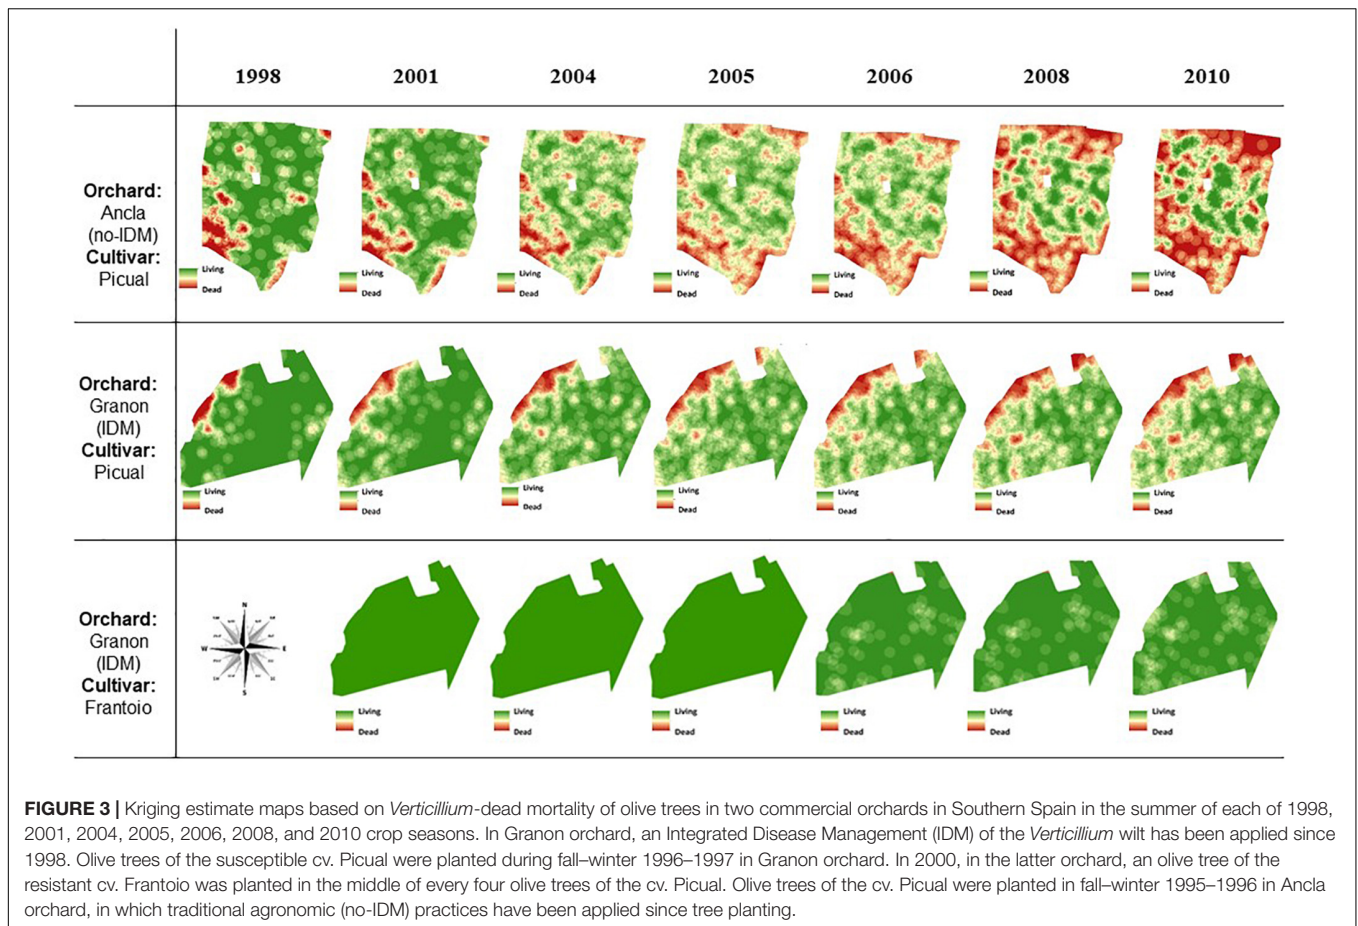 1998 2001 2004 2005 2006 2008 2010
Orchard:
Ancla
(no-IDM)
Cultivar:
Picual
Living Living Living Living Living Living Living
Dead Dead Dead Dead Dead Dead Dead
Orchard:
Granon
(IDM)
Cultivar:
Picual
Living Living Living Living Living Living Living
Dead Dead Dead Dead Dead Dead Dead
Orchard:
Granon
(IDM)
Cultivar:
Frantoio
N
W E
S
Living Living Living Living Living Living
Dead Dead Dead Dead Dead Dead
FIGURE 3 | Kriging estimate maps based on Verticillium-dead mortality of olive trees in two commercial orchards in Southern Spain in the summer of each of 1998,
2001, 2004, 2005, 2006, 2008, and 2010 crop seasons. In Granon orchard, an Integrated Disease Management (IDM) of the Verticillium wilt has been applied since
1998. Olive trees of the susceptible cv. Picual were planted during fall–winter 1996–1997 in Granon orchard. In 2000, in the latter orchard, an olive tree of the
resistant cv. Frantoio was planted in the middle of every four olive trees of the cv. Picual. Olive trees of the cv. Picual were planted in fall–winter 1995–1996 in Ancla
orchard, in which traditional agronomic (no-IDM) practices have been applied since tree planting.